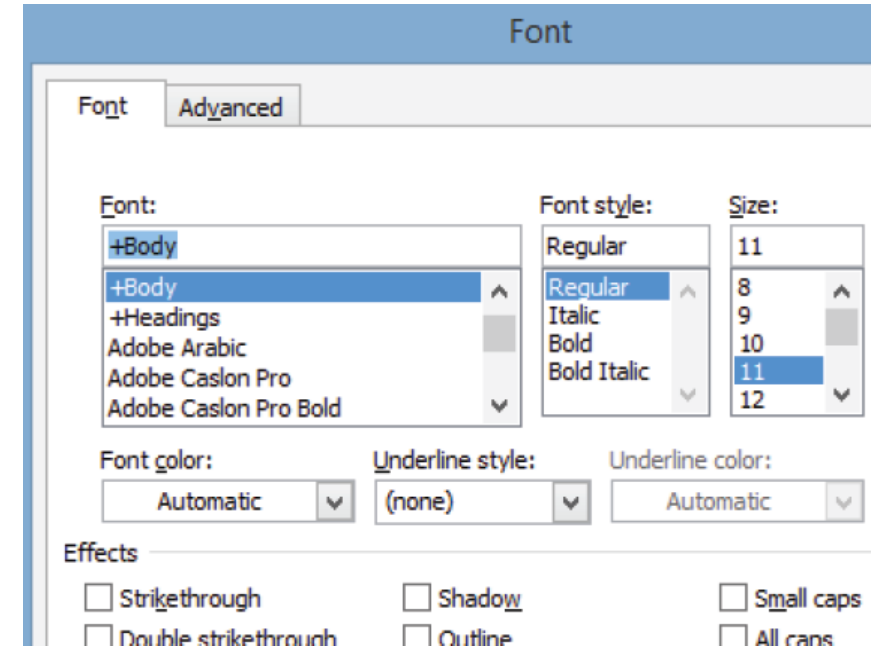 Font
Font Advanced
Font: Font style: Size:
+Body Regular 11
+Body Regular 8
+Headings Italic 9
Adobe Arabic Bold 10
Adobe Caslon Pro Bold Italic 11
Adobe Caslon Pro Bold 12
Font color: Underline style: Underline color:
Automatic (none) Automatic
Effects
Strikethrough Shadow Small caps
Double strikethrough Outline All caps